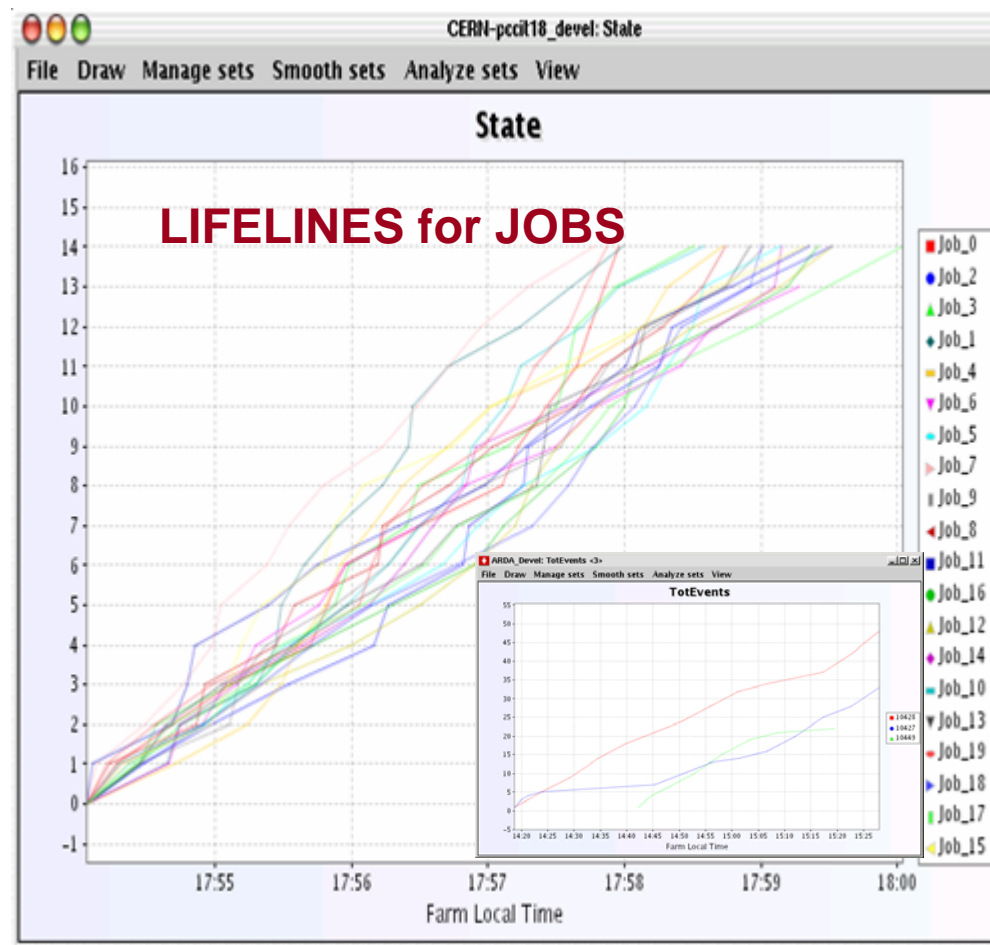 CERN-pccit18_devel: State
File Draw Manage sets Smooth sets Analyze sets View
State
LIFELINES for JOBS
16
15
14
13
12
11
10
9
8
7
6
5
4
3
2
1
0
-1
17:55 17:56 17:57 17:58 17:59 18:00
Farm Local Time
Job_0
Job_2
Job_3
Job_1
Job_4
Job_6
Job_5
Job_7
Job_9
Job_8
Job_11
Job_16
Job_12
Job_14
Job_10
Job_13
Job_19
Job_18
Job_17
Job_15
ARDA_Devel: TotEvents <3>
File Draw Manage sets Smooth sets Analyze sets View
TotEvents
55
50
45
40
35
30
25
20
15
10
5
0
-5
14:20 14:25 14:30 14:35 14:40 14:45 14:50 14:55 15:00 15:05 15:10 15:15 15:20 15:25
Farm Local Time
10428
10427
10449